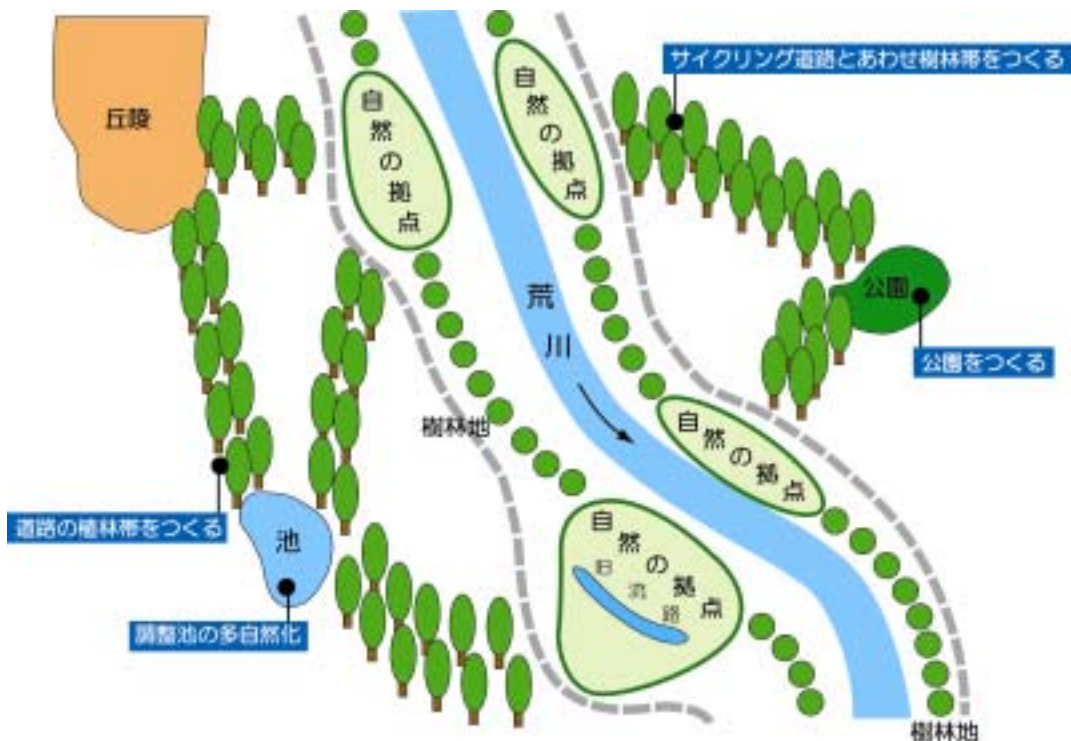 サイクリング道路とあわせ樹林帯をつくる
丘陵
自然の拠点
自然の拠点
公園
荒川
公園をつくる
樹林地
自然の拠点
道路の植林帯をつくる
池
自然の拠点
旧流路
調整池の多自然化
樹林地